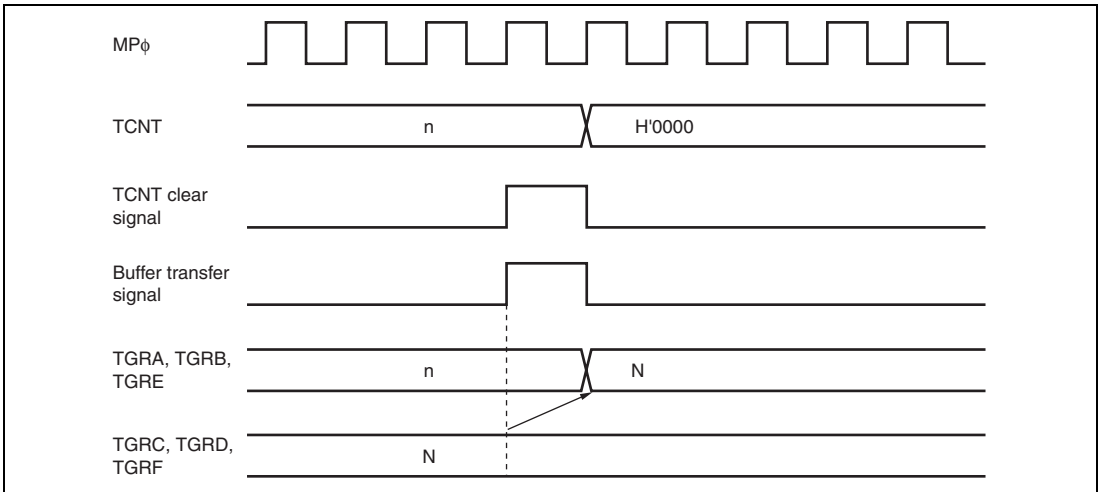 MPϕ
TCNT
n
H'0000
TCNT clear
signal
Buffer transfer
signal
TGRA, TGRB,
TGRE
n
N
TGRC, TGRD,
TGRF
N